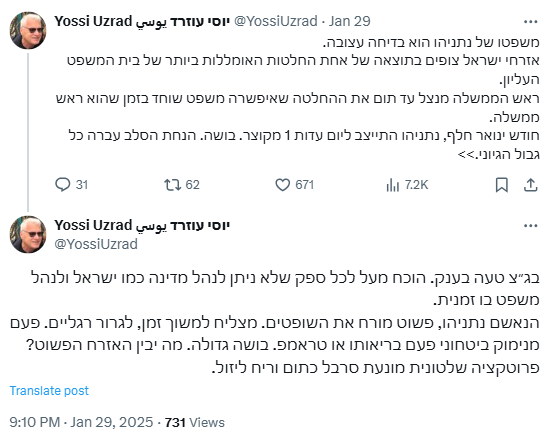 Yossi Uzrad يوسي יוסי עוזרד @YossiUzrad · Jan 29
משפטו של נתניהו הוא בדיחה עצובה.
אזרחי ישראל צופים בתוצאה של אחת החלטות האומללות ביותר של בית המשפט
העליון.
ראש הממשלה מנצל עד תום את ההחלטה שאיפשרה משפט שוחד בזמן שהוא ראש
ממשלה.
חודש ינואר חלף, נתניהו התייצב ליום עדות 1 מקוצר. בושה. הנחת הסלב עברה כל
גבול הגיוני.>>
31 62 671 7.2K
Yossi Uzrad يوسي יוסי עוזרד
@YossiUzrad
בג״צ טעה בענק. הוכח מעל לכל ספק שלא ניתן לנהל מדינה כמו ישראל ולנהל
משפט בו זמנית.
הנאשם נתניהו, פשוט מורח את השופטים. מצליח למשוך זמן, לגרור רגליים. פעם
מנימוק ביטחוני פעם בריאותו או טראמפ. בושה גדולה. מה יבין האזרח הפשוט?
פרוטקציה שלטונית מונעת סרבל כתום וריח ליזול.
Translate post
9:10 PM · Jan 29, 2025 · 731 Views